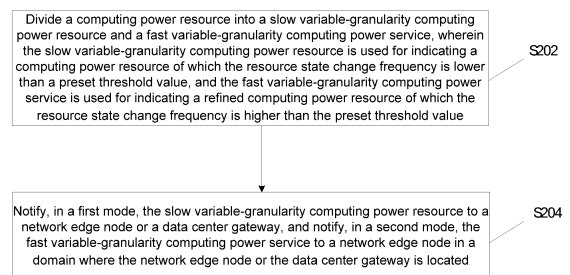 Divide a computing power resource into a slow variable-granularity computing
power resource and a fast variable-granularity computing power service, wherein
the slow variable-granularity computing power resource is used for indicating a
computing power resource of which the resource state change frequency is lower
than a preset threshold value, and the fast variable-granularity computing power
service is used for indicating a refined computing power resource of which the
resource state change frequency is higher than the preset threshold value
S202
Notify, in a first mode, the slow variable-granularity computing power resource to a
network edge node or a data center gateway, and notify, in a second mode, the
fast variable-granularity computing power service to a network edge node in a
domain where the network edge node or the data center gateway is located
S204